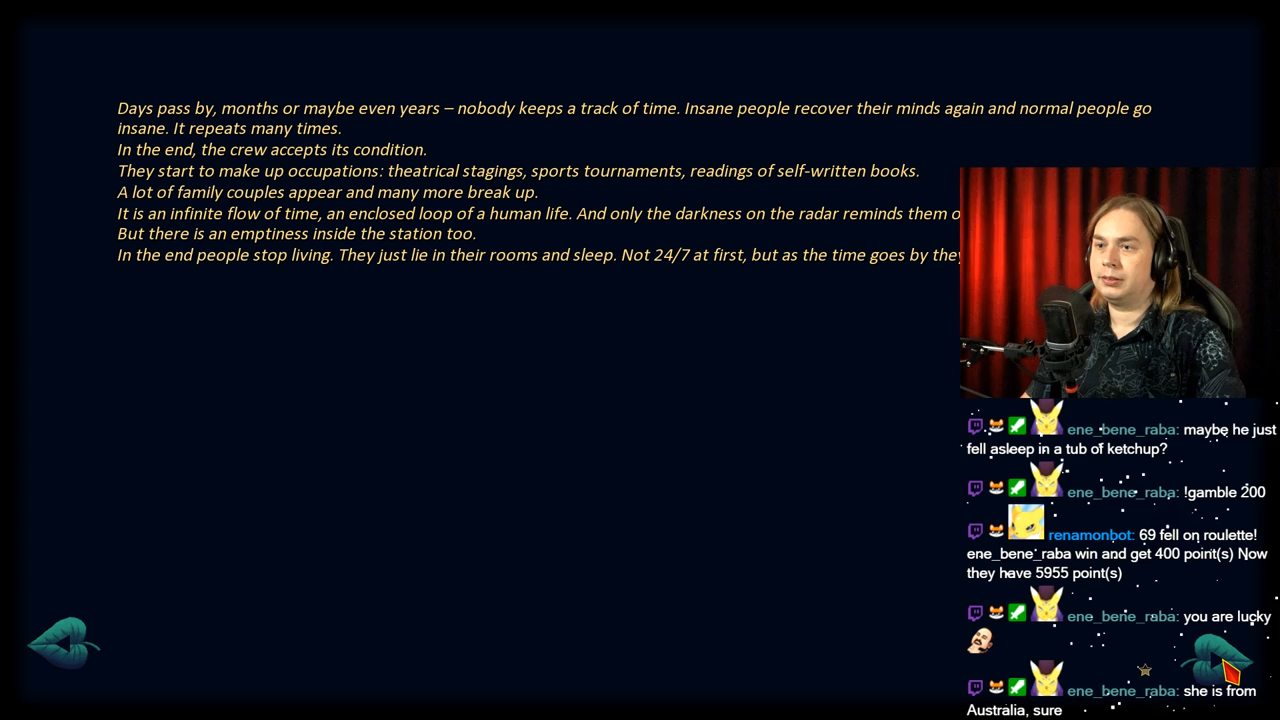 Days pass by, months or maybe even years – nobody keeps a track of time. Insane people recover their minds again and normal people go
insane. It repeats many times.
In the end, the crew accepts its condition.
They start to make up occupations: theatrical stagings, sports tournaments, readings of self-written books.
A lot of family couples appear and many more break up.
It is an infinite flow of time, an enclosed loop of a human life. And only the darkness on the radar reminds them
But there is an emptiness inside the station too.
In the end people stop living. They just lie in their rooms and sleep. Not 24/7 at first, but as the time goes by
ene_bene_raba: maybe he just
fell asleep in a tub of ketchup?
ene_bene_raba: !gamble 200
renamonbot: 69 fell on roulette!
ene_bene_raba win and get 400 point(s) Now
they have 5955 point(s)
ene_bene_raba: you are lucky
ene_bene_raba: she is from
Australia, sure